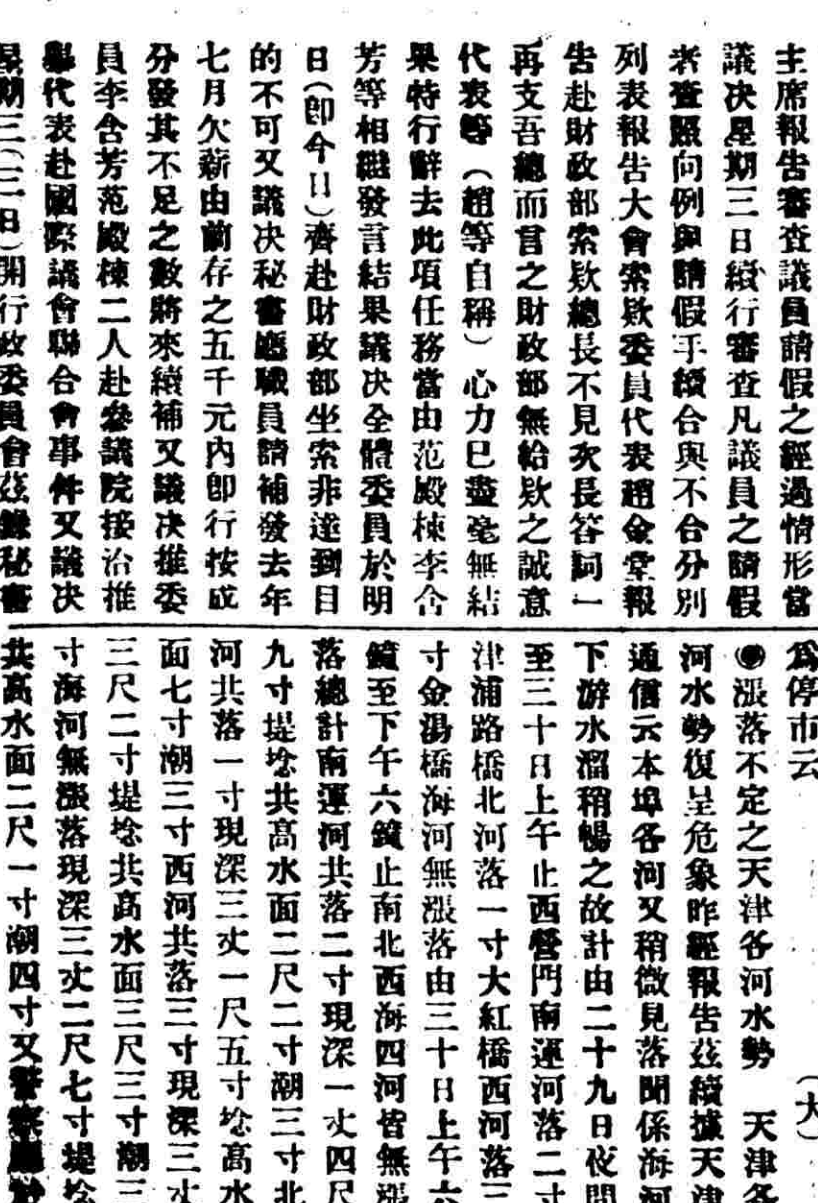 主席報告審查議員請假之經過情形當
議决星期三日續行審查凡議員之請假
者查照向例與請假手續合與不合分別
列表報告大會索欵委員代表趙金堂報
告赴財政部索欵總長不見次長答詞一
再支吾總而言之財政部無給欵之誠意
代表等(趙等自稱)心力已盡毫無結
果特行辭去此項任務當由范殿棟李含
芳等相繼發言結果議决全體委員於明
日(即今日)齊赴財政部坐索非達到目
的不可又議决秘書廳職員請補發去年
七月欠薪由前存之五千元內即行按成
分發其不足之數將來續補又議决推委
員李含芳范殿棟二人赴參議院接洽推
舉代表赴國際議會聯合會事件又議决
星期三(三日)開行政委員會茲錄秘書
爲停市云(大)
◉漲落不定之天津各河水勢 天津各
河水勢復呈危象昨經報告茲續據天津
通信云本埠各河又稍微見落聞係海河
下游水溜稍暢之故計由二十九日夜間
至三十日上午止西營門南運河落二寸
津浦路橋北河落一寸大紅橋西河落三
寸金湯橋海河無漲落由三十日上午六
鐘至下午六鐘止南北西海四河皆無漲
落總計南運河共落二寸現深一丈四尺
九寸堤埝共高水面二尺二寸潮三寸北
河共落一寸現深三丈一尺五寸埝高水
面七寸潮三寸西河共落三寸現深三丈
三尺二寸堤埝共高水面三尺三寸潮三
寸海河無漲落現深三丈二尺七寸堤埝
共高水面二尺一寸潮四寸又警察廳